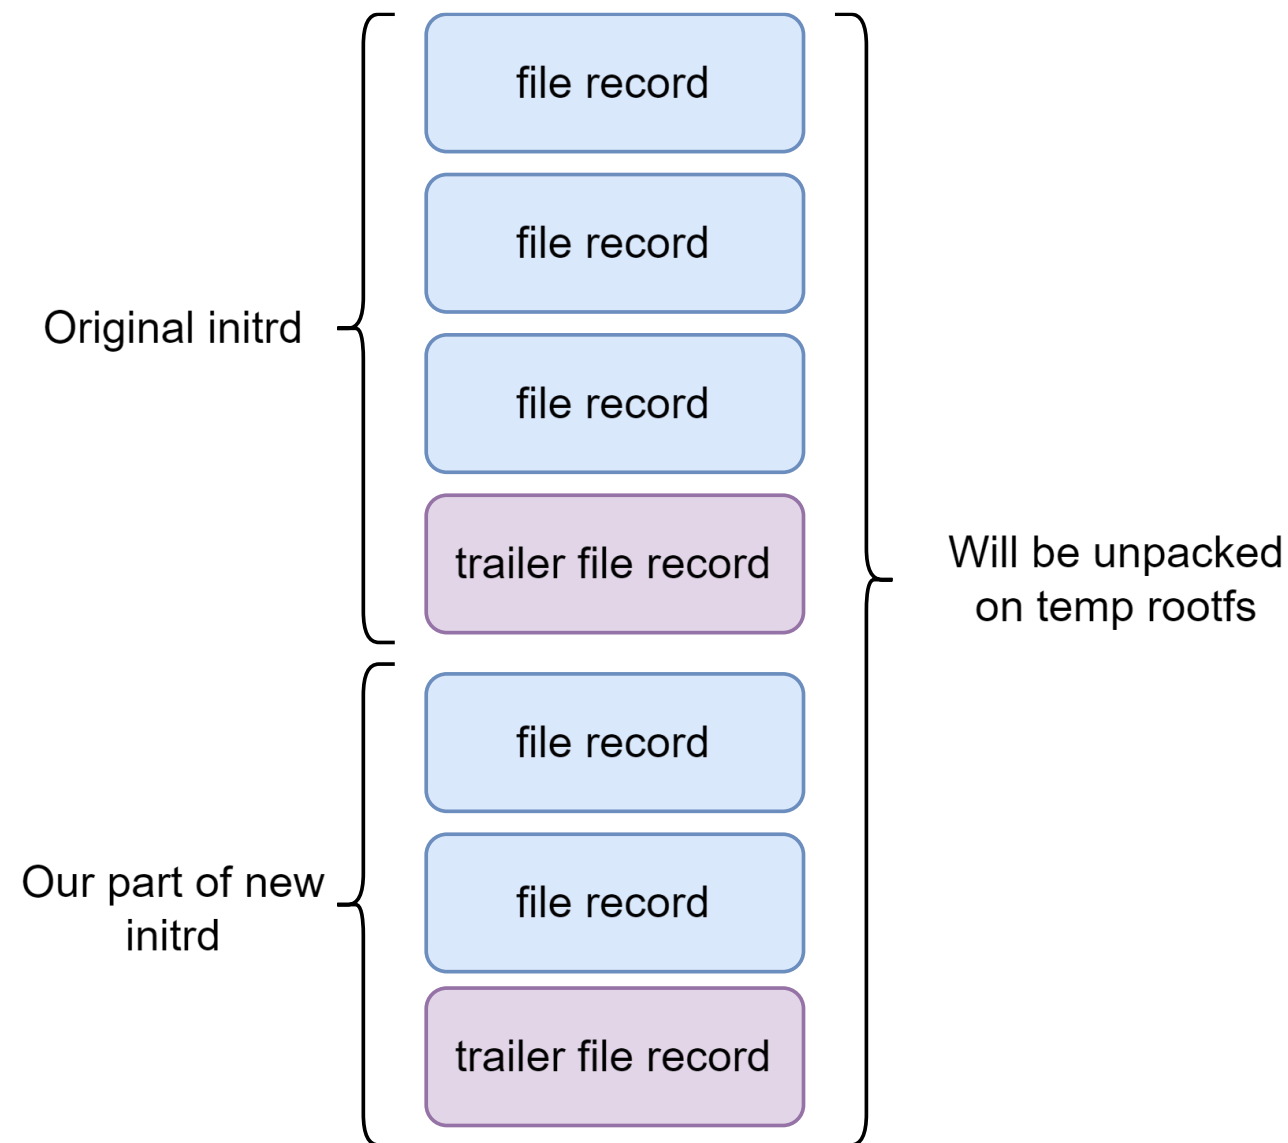 file record
file record
Original initrd
file record
trailer file record
Will be unpacked
on temp rootfs
file record
Our part of new
initrd
file record
trailer file record